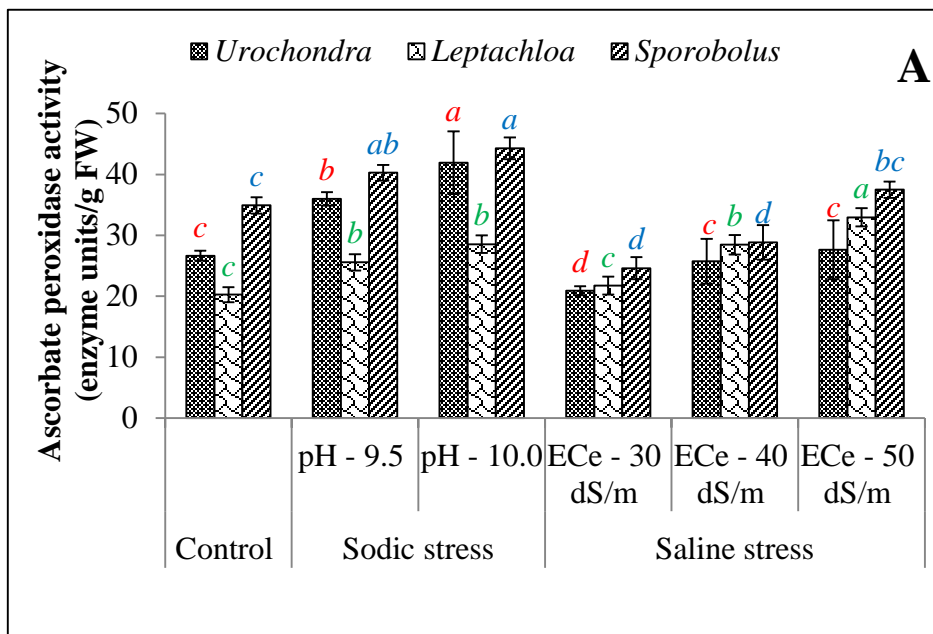 Urochondra Leptachloa Sporobolus
A
Ascorbate peroxidase activity
(enzyme units/g FW)
50
40
30
20
10
0
c c c
b b ab
a b a
d c d
c b d
c a bc
pH - 9.5 pH - 10.0 ECe - 30 dS/m ECe - 40 dS/m ECe - 50 dS/m
Control Sodic stress Saline stress